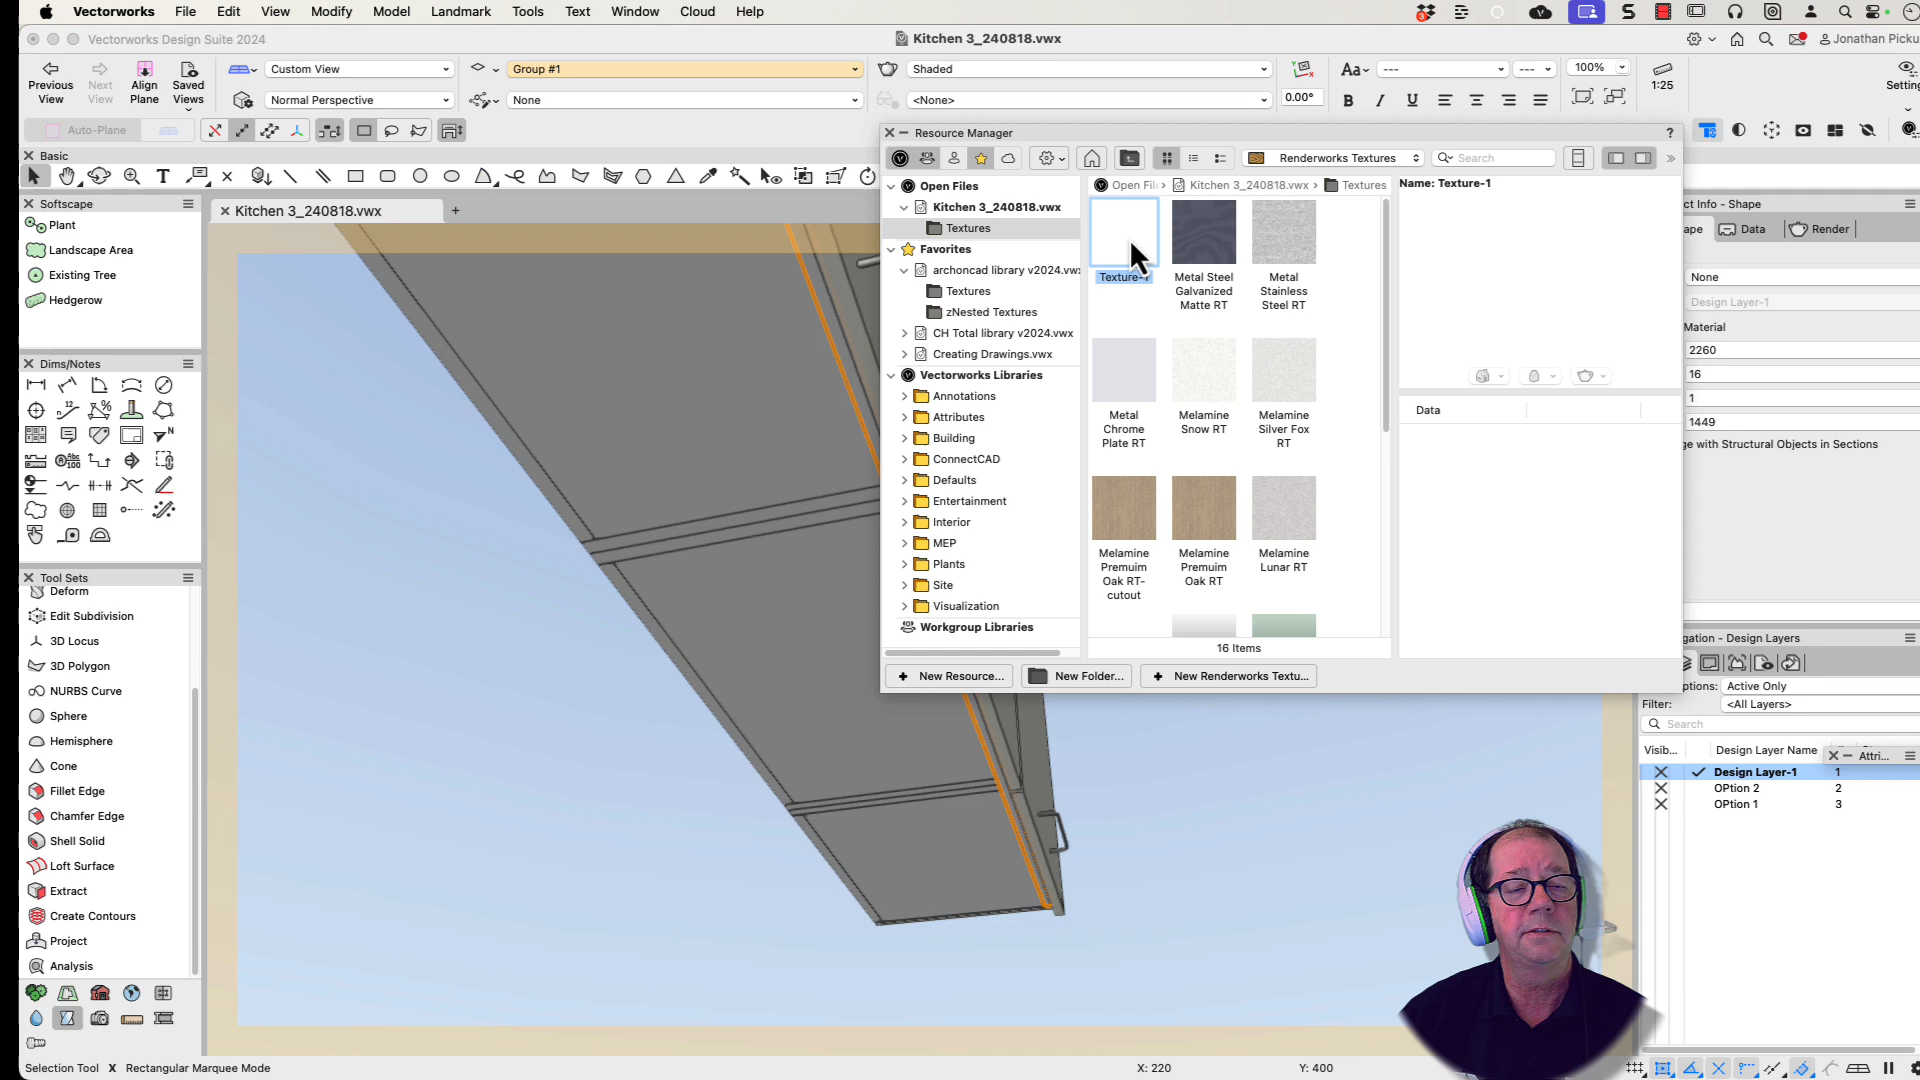 Vectorworks File Edit View Modify Model Landmark Tools Text Window Cloud Help
Vectorworks Design Suite 2024
Kitchen 3_240818.vwx
Jonathan Picku
Previous View
Next View
Align Plane
Saved Views
Custom View
Group #1
Shaded
Aa
---
---
100%
1:25
Setting
Normal Perspective
None
<None>
0.00°
B I U
Auto-Plane
Basic
Resource Manager
?
Renderworks Textures
Search
Softscape
Plant
Landscape Area
Existing Tree
Hedgerow
Kitchen 3_240818.vwx
+
Open Files
Kitchen 3_240818.vwx
Textures
Favorites
archoncad library v2024.vwx
Textures
zNested Textures
CH Total library v2024.vwx
Creating Drawings.vwx
Vectorworks Libraries
Annotations
Attributes
Building
ConnectCAD
Defaults
Entertainment
Interior
MEP
Plants
Site
Visualization
Workgroup Libraries
Open Fil
Kitchen 3_240818.vwx
Textures
Texture-1
Metal Steel Galvanized Matte RT
Metal Stainless Steel RT
Metal Chrome Plate RT
Melamine Snow RT
Melamine Silver Fox RT
Melamine Premuim Oak RT-cutout
Melamine Premuim Oak RT
Melamine Lunar RT
16 Items
Name: Texture-1
Data
New Resource...
New Folder...
New Renderworks Textu...
ct Info - Shape
ape
Data
Render
None
Design Layer-1
Material
2260
16
1
1449
ge with Structural Objects in Sections
gation - Design Layers
ptions: Active Only
Filter: <All Layers>
Search
Visib... Design Layer Name
Attri...
Design Layer-1 1
OPtion 2 2
OPtion 1 3
Dims/Notes
Tool Sets
Deform
Edit Subdivision
3D Locus
3D Polygon
NURBS Curve
Sphere
Hemisphere
Cone
Fillet Edge
Chamfer Edge
Shell Solid
Loft Surface
Extract
Create Contours
Project
Analysis
Selection Tool X Rectangular Marquee Mode
X: 220
Y: 400